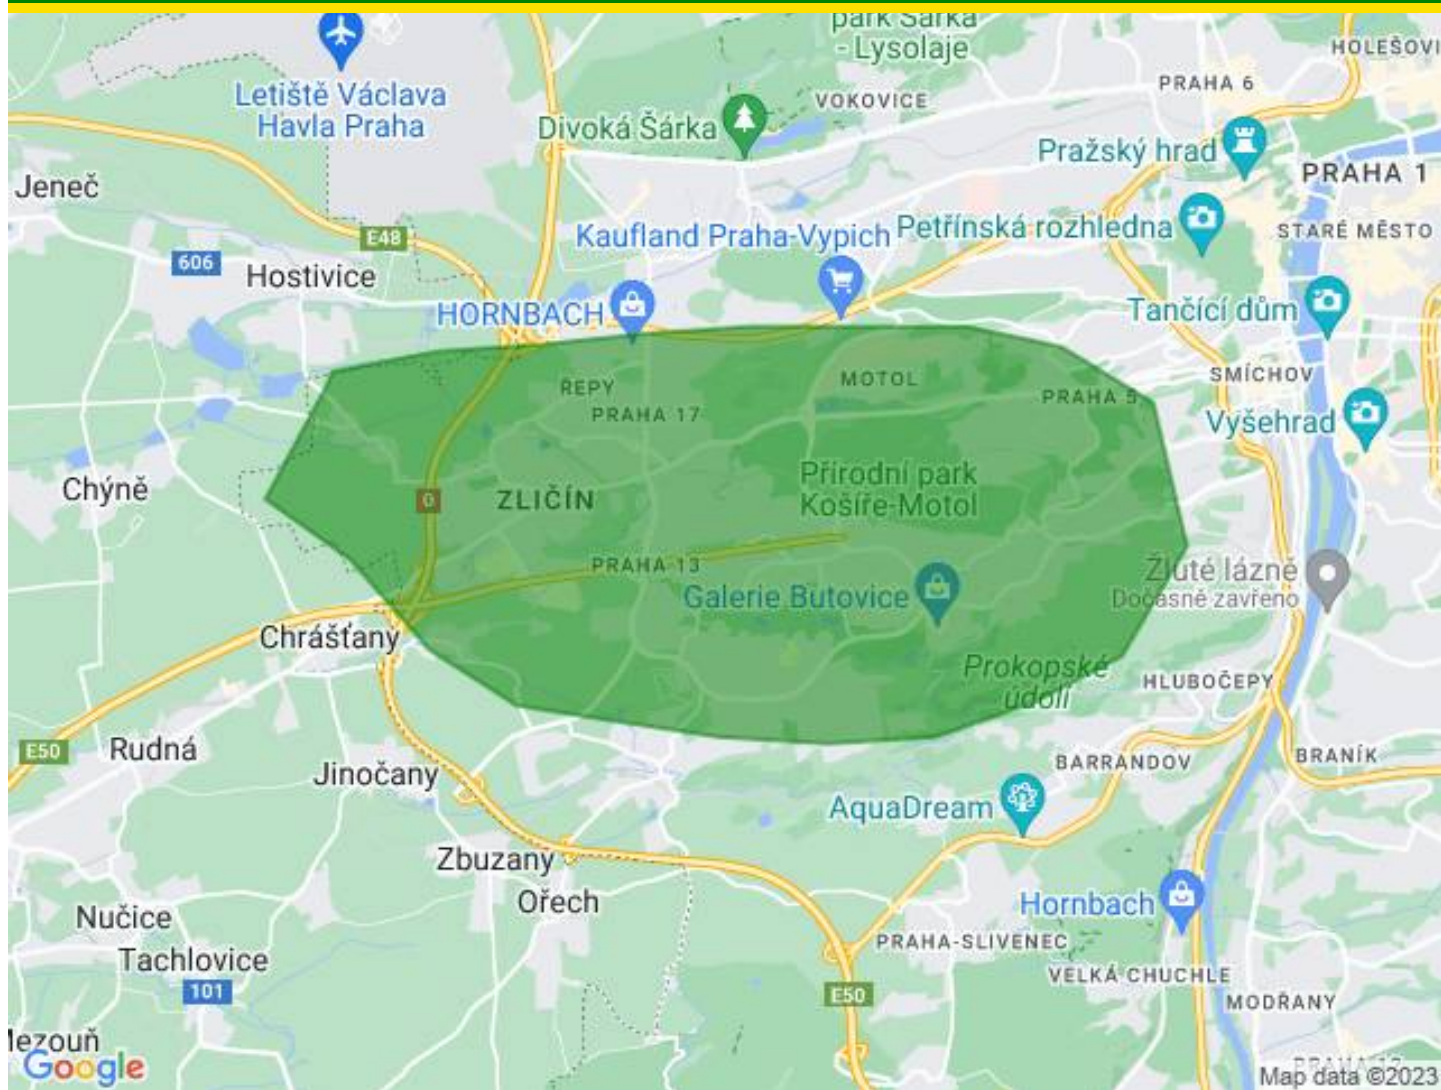 park Šárka
- Lysolaje
HOLEŠOVI
PRAHA 6
Letiště Václava
Havla Praha
VOKOVICE
Divoká Šárka
Pražský hrad
PRAHA 1
Jeneč
Petřínská rozhledna
STARÉ MĚSTO
E48
Kaufland Praha-Vypich
606
Hostivice
HORNBACH
Tančící dům
ŘEPY
MOTOL
SMÍCHOV
PRAHA 17
PRAHA 5
Vyšehrad
Chýně
ZLIČÍN
0
Přírodní park
Košíře-Motol
PRAHA 13
Žluté lázně
Dočasně zavřeno
Galerie Butovice
Chrášťany
Prokopské
údolí
HLUBOČEPY
E50
Rudná
Jinočany
BARRANDOV
BRANÍK
AquaDream
Zbuzany
Ořech
Hornbach
Nučice
PRAHA-SLIVENEC
Tachlovice
VELKÁ CHUCHLE
101
E50
MODŘANY
Mezouň
Google
Map data ©2023